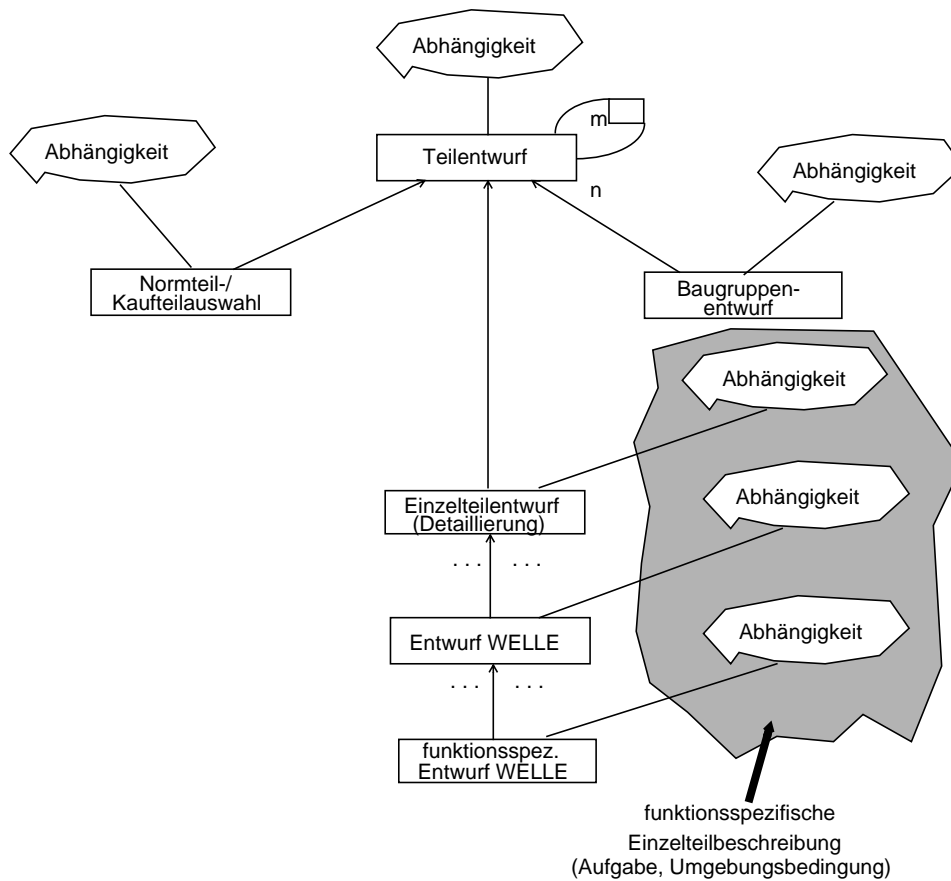 Abhängigkeit
m
Abhängigkeit
Teilentwurf
Abhängigkeit
n
Normteil-/
Kaufteilauswahl
Baugruppen-
entwurf
Abhängigkeit
Einzelteilentwurf
(Detaillierung)
Abhängigkeit
. . . . . .
Entwurf WELLE
Abhängigkeit
. . . . . .
funktionsspez.
Entwurf WELLE
funktionsspezifische
Einzelteilbeschreibung
(Aufgabe, Umgebungsbedingung)